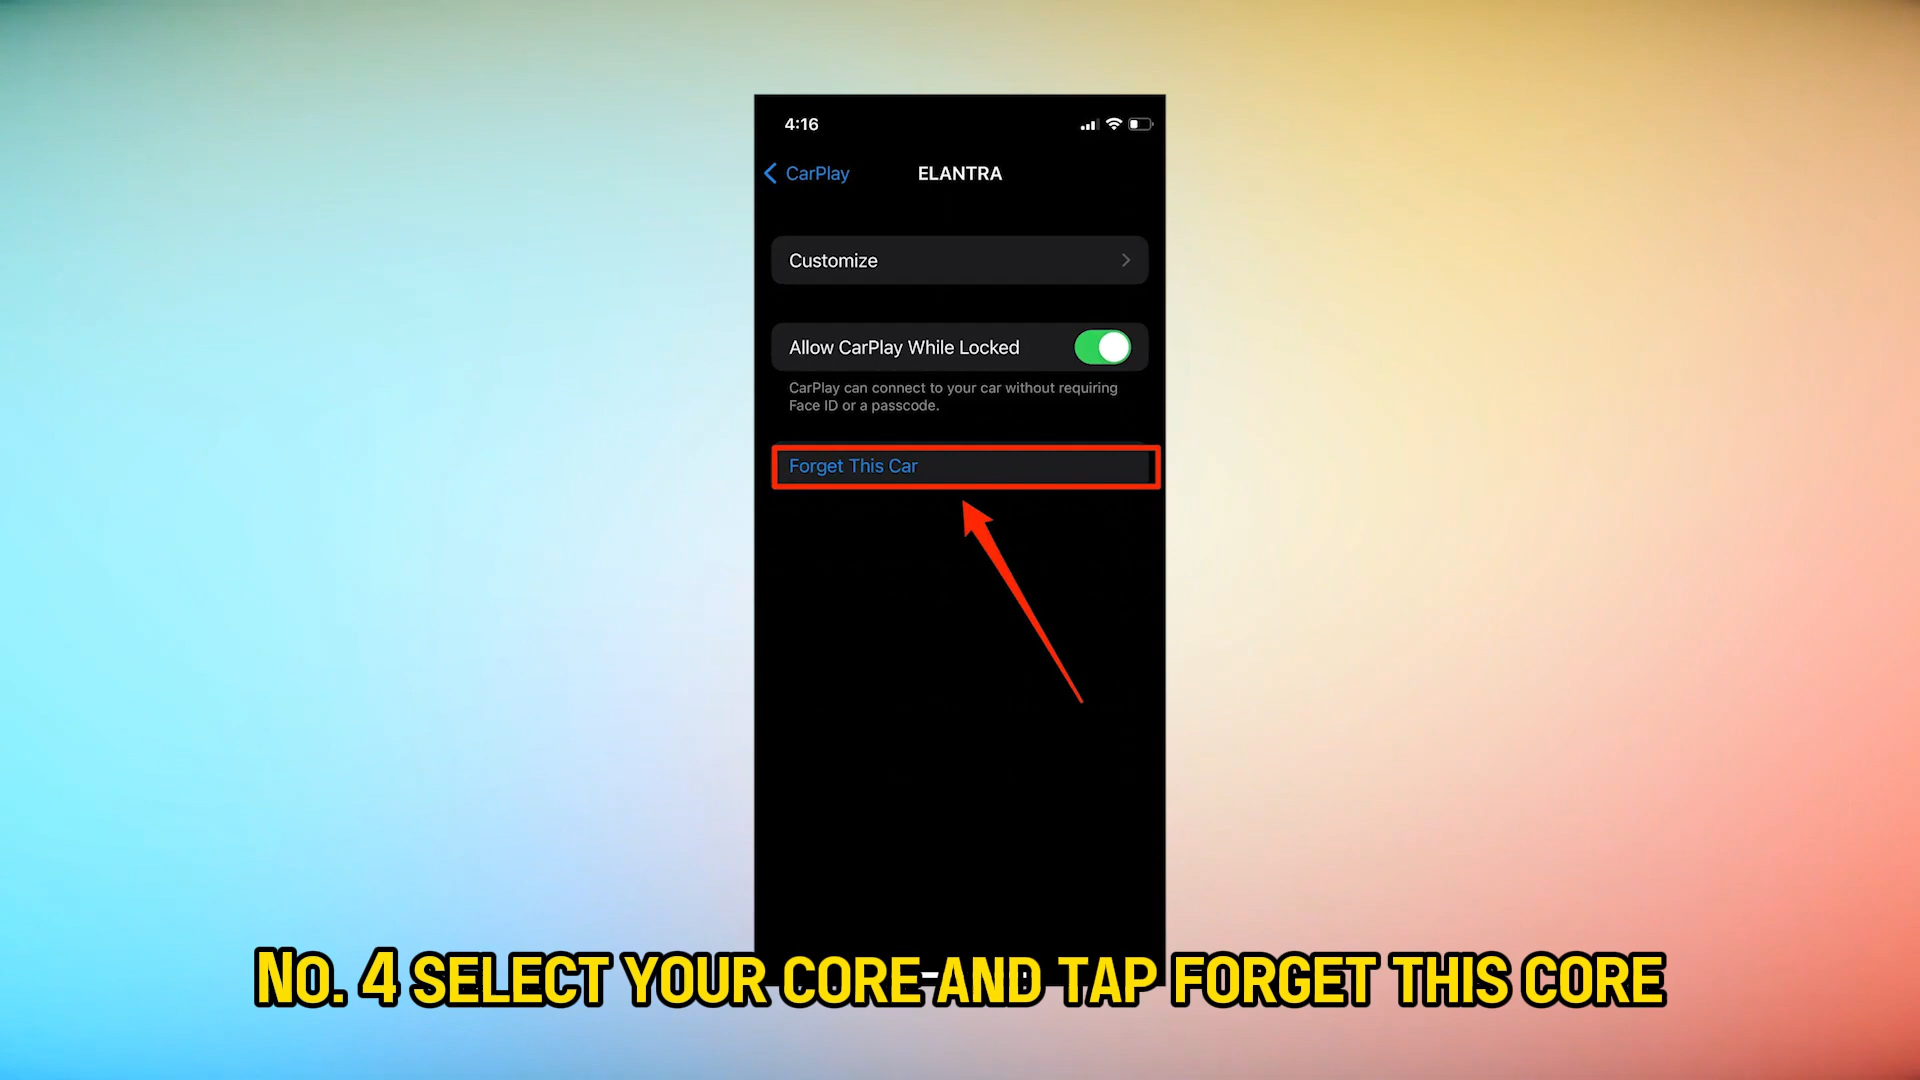 4:16
CarPlay
ELANTRA
Customize
Allow CarPlay While Locked
CarPlay can connect to your car without requiring
Face ID or a passcode.
Forget This Car
No. 4 SELECT YOUR CORE AND TAP FORGET THIS CORE